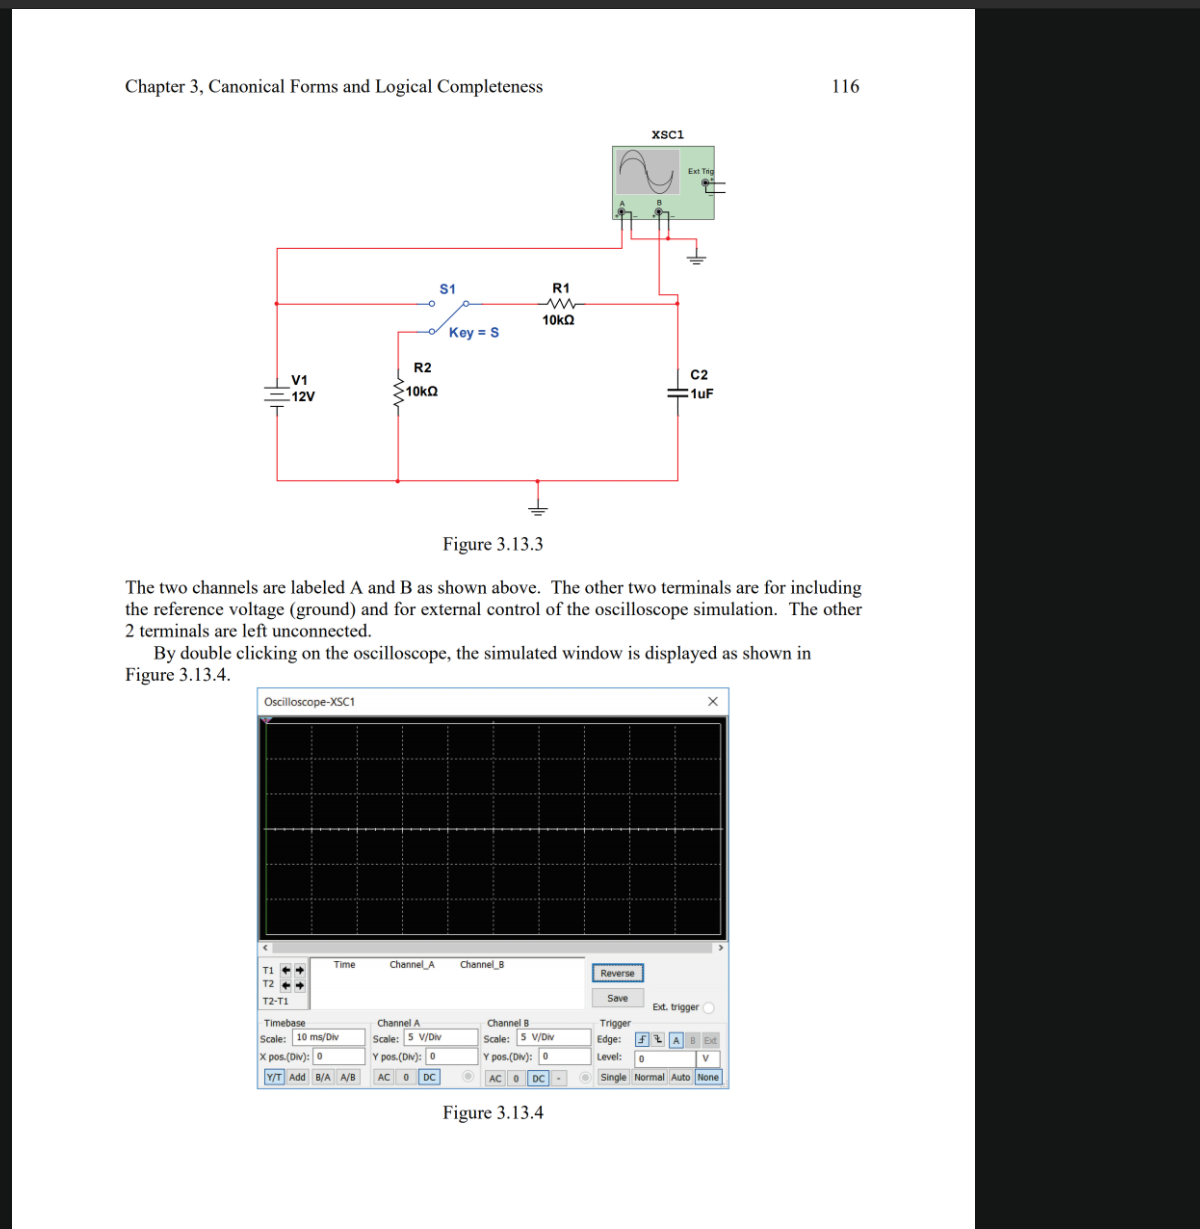 Chapter 3, Canonical Forms and Logical Completeness 116
XSC1
Ext Trig
+
A B
+ - + -
S1 R1
10kΩ
Key = S
R2
V1 C2
12V 10kΩ 1uF
Figure 3.13.3
The two channels are labeled A and B as shown above. The other two terminals are for including
the reference voltage (ground) and for external control of the oscilloscope simulation. The other
2 terminals are left unconnected.
By double clicking on the oscilloscope, the simulated window is displayed as shown in
Figure 3.13.4.
Oscilloscope-XSC1
Time Channel_A Channel_B
T1
T2
T2-T1
Reverse
Save
Ext. trigger
Timebase Channel A Channel B Trigger
Scale: 10 ms/Div Scale: 5 V/Div Scale: 5 V/Div Edge: A B Ext
X pos.(Div): 0 Y pos.(Div): 0 Y pos.(Div): 0 Level: 0 V
Y/T Add B/A A/B AC 0 DC AC 0 DC - Single Normal Auto None
Figure 3.13.4